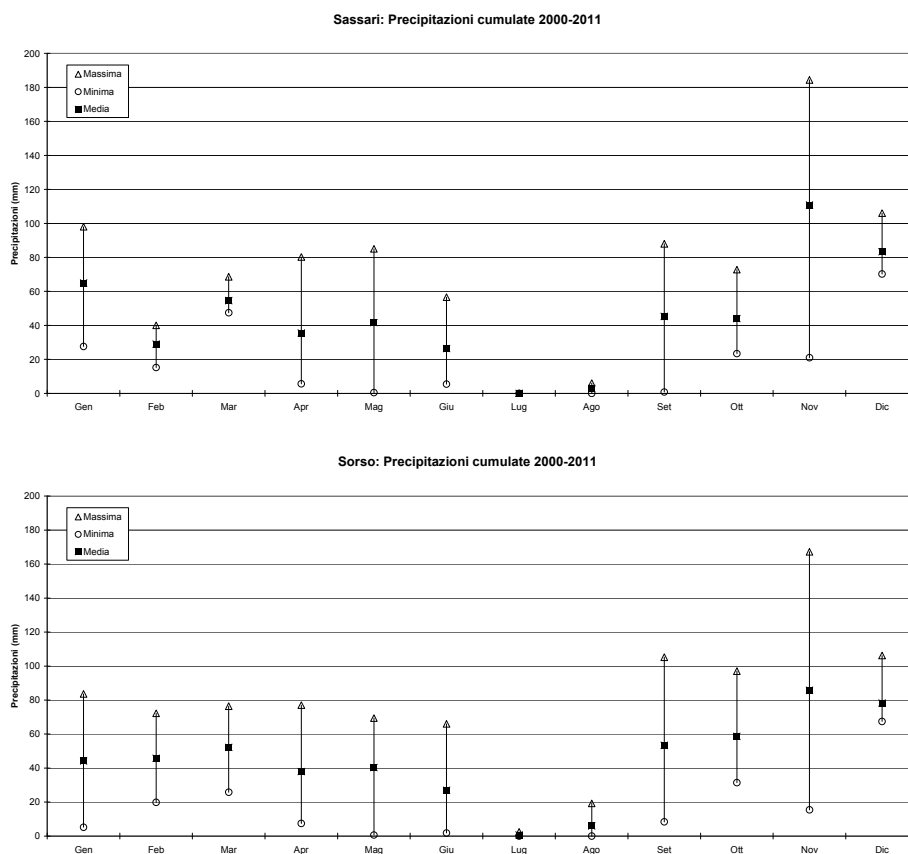 Sassari: Precipitazioni cumulate 2000-2011
Precipitazioni (mm)
200
180
160
140
120
100
80
60
40
20
0
Massima
Minima
Media
Gen Feb Mar Apr Mag Giu Lug Ago Set Ott Nov Dic
Sorso: Precipitazioni cumulate 2000-2011
Precipitazioni (mm)
200
180
160
140
120
100
80
60
40
20
0
Massima
Minima
Media
Gen Feb Mar Apr Mag Giu Lug Ago Set Ott Nov Dic